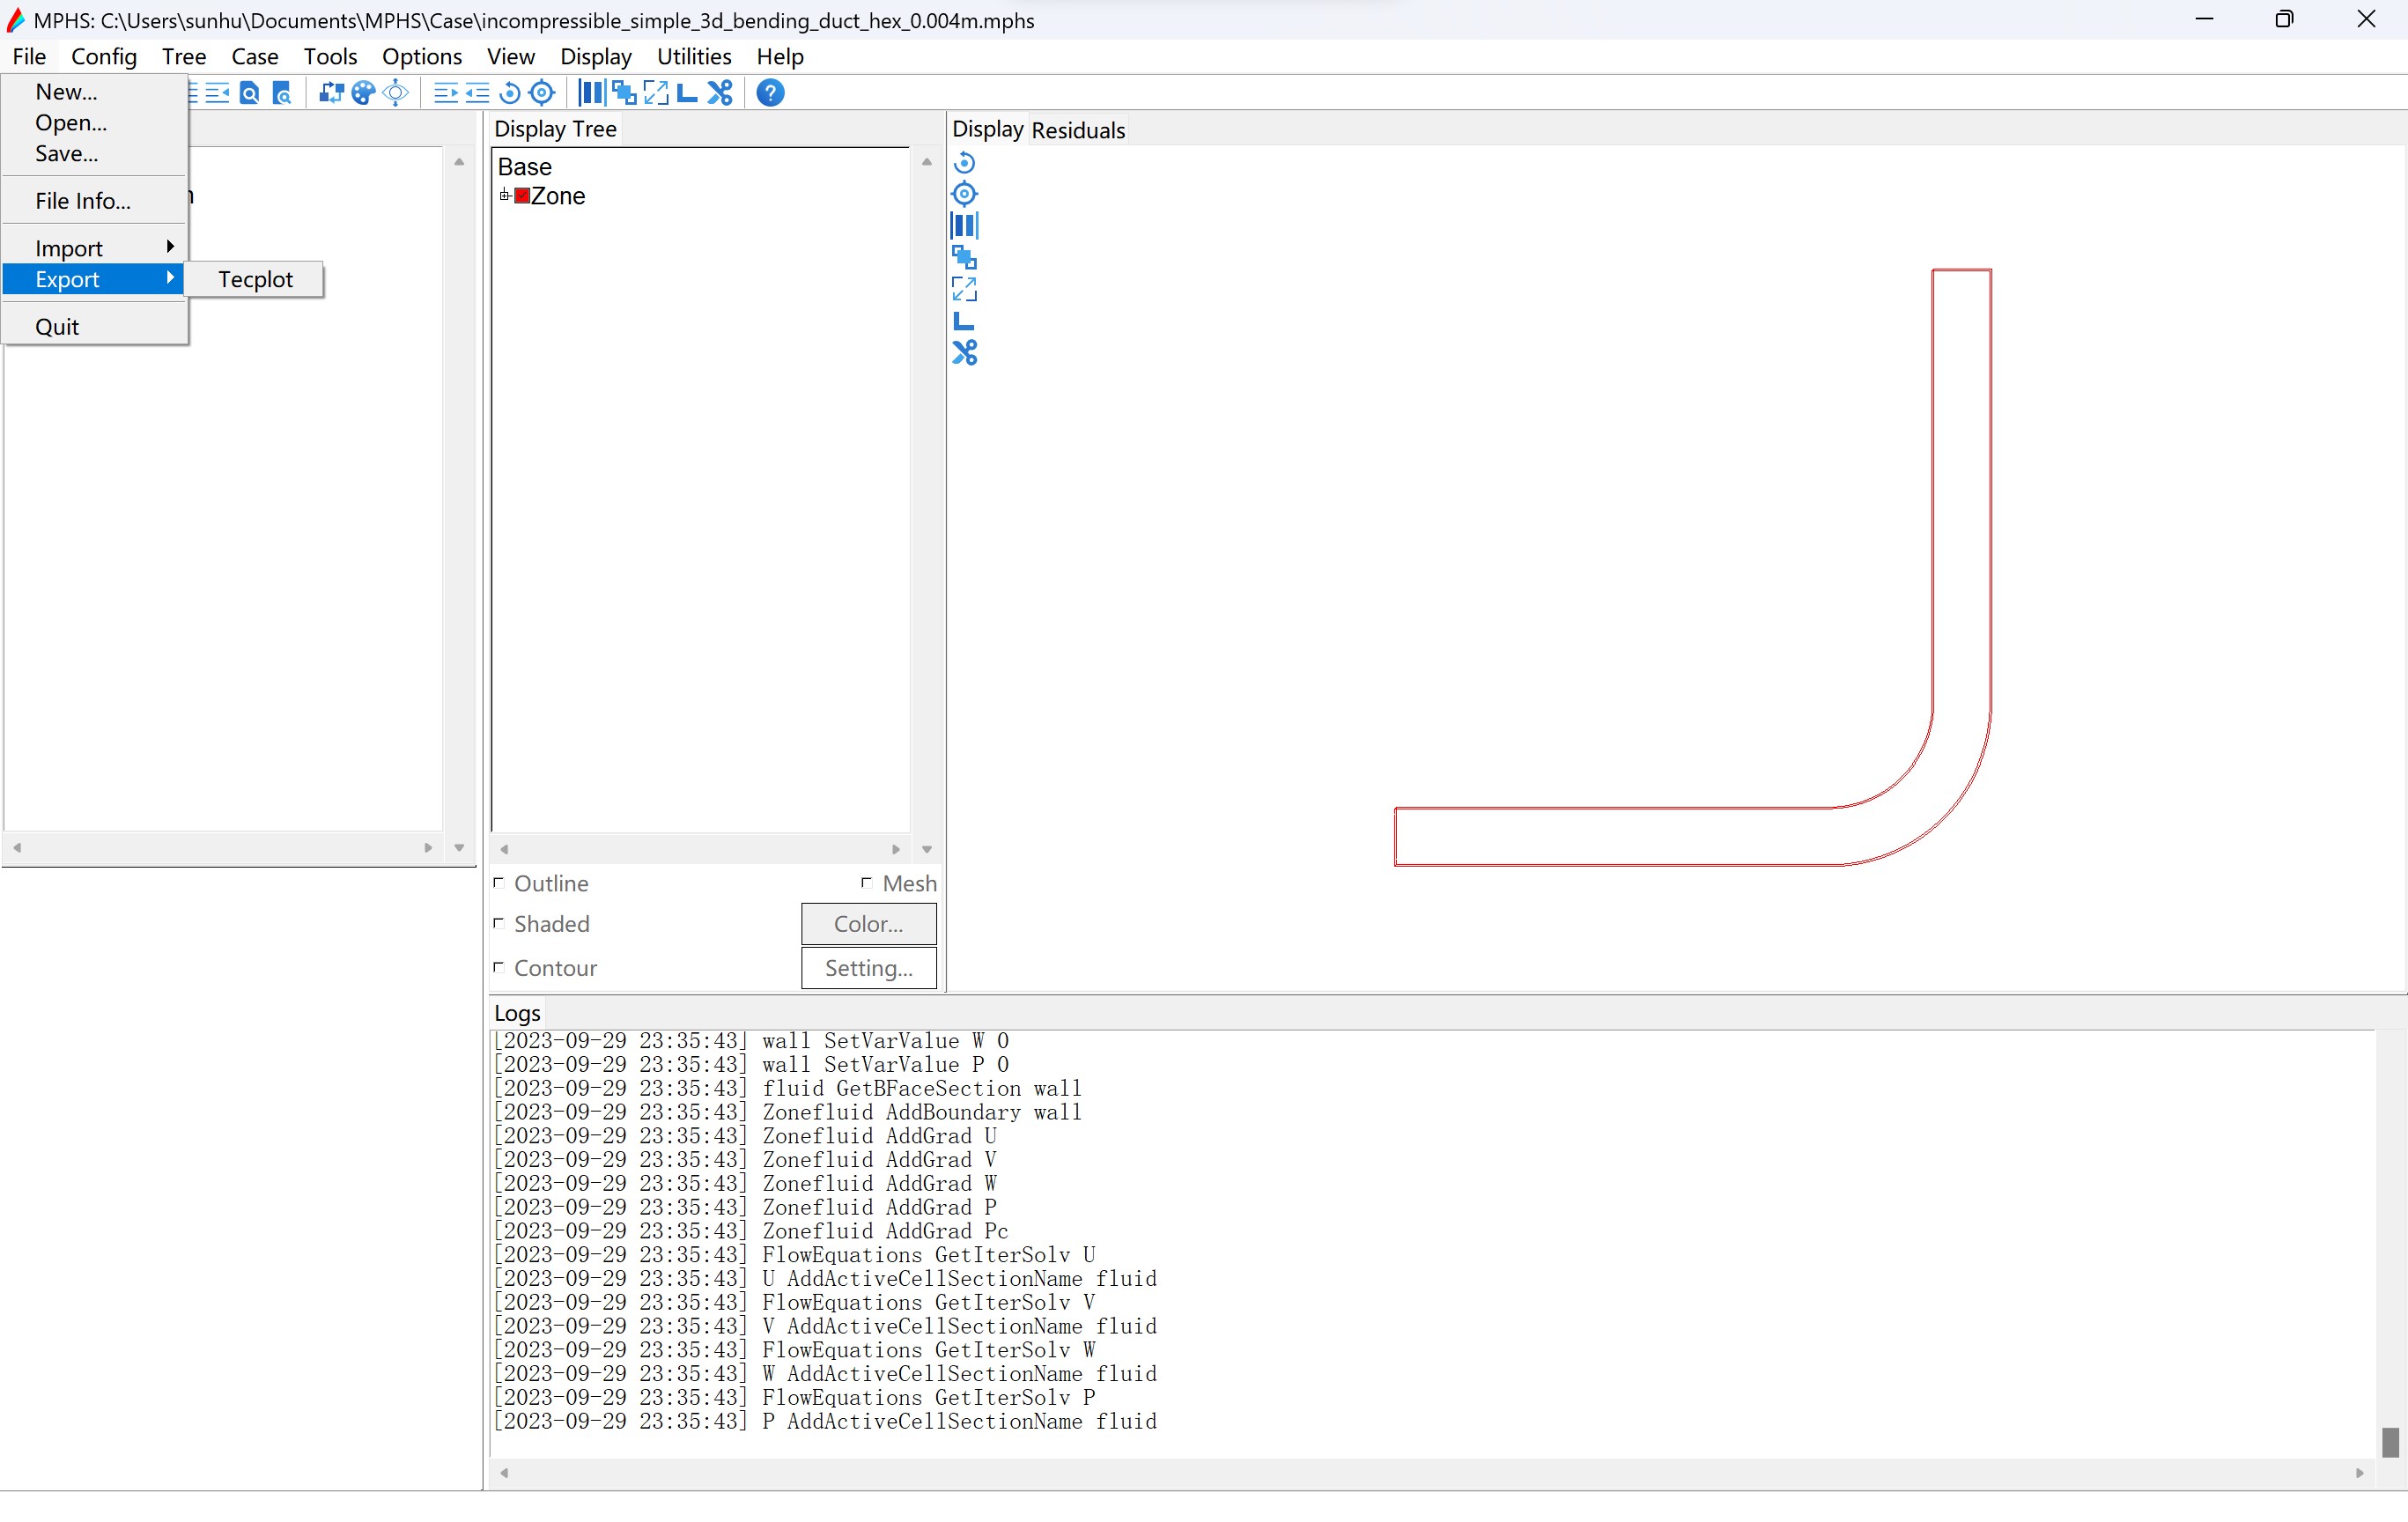 MPHS: C:\Users\sunhu\Documents\MPHS\Case\incompressible_simple_3d_bending_duct_hex_0.004m.mphs
File Config Tree Case Tools Options View Display Utilities Help
New...
Open...
Save...
File Info...
Import
Export
Tecplot
Quit
Display Tree
Base
Zone
Outline
Mesh
Shaded
Color...
Contour
Setting...
Display Residuals
Logs
[2023-09-29 23:35:43] wall SetVarValue W 0
[2023-09-29 23:35:43] wall SetVarValue P 0
[2023-09-29 23:35:43] fluid GetBFaceSection wall
[2023-09-29 23:35:43] Zonefluid AddBoundary wall
[2023-09-29 23:35:43] Zonefluid AddGrad U
[2023-09-29 23:35:43] Zonefluid AddGrad V
[2023-09-29 23:35:43] Zonefluid AddGrad W
[2023-09-29 23:35:43] Zonefluid AddGrad P
[2023-09-29 23:35:43] Zonefluid AddGrad Pc
[2023-09-29 23:35:43] FlowEquations GetIterSolv U
[2023-09-29 23:35:43] U AddActiveCellSectionName fluid
[2023-09-29 23:35:43] FlowEquations GetIterSolv V
[2023-09-29 23:35:43] V AddActiveCellSectionName fluid
[2023-09-29 23:35:43] FlowEquations GetIterSolv W
[2023-09-29 23:35:43] W AddActiveCellSectionName fluid
[2023-09-29 23:35:43] FlowEquations GetIterSolv P
[2023-09-29 23:35:43] P AddActiveCellSectionName fluid